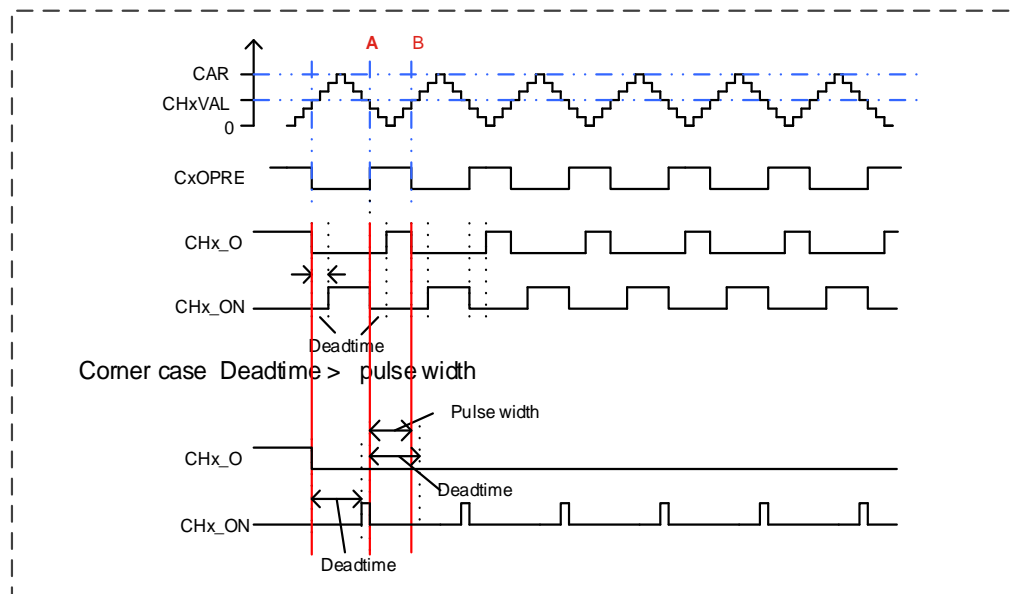 A B
CAR
CHxVAL
0
CxOPRE
CHx_O
CHx_ON
Deadtime
Corner case Deadtime > pulse width
Pulse width
CHx_O
Deadtime
CHx_ON
Deadtime